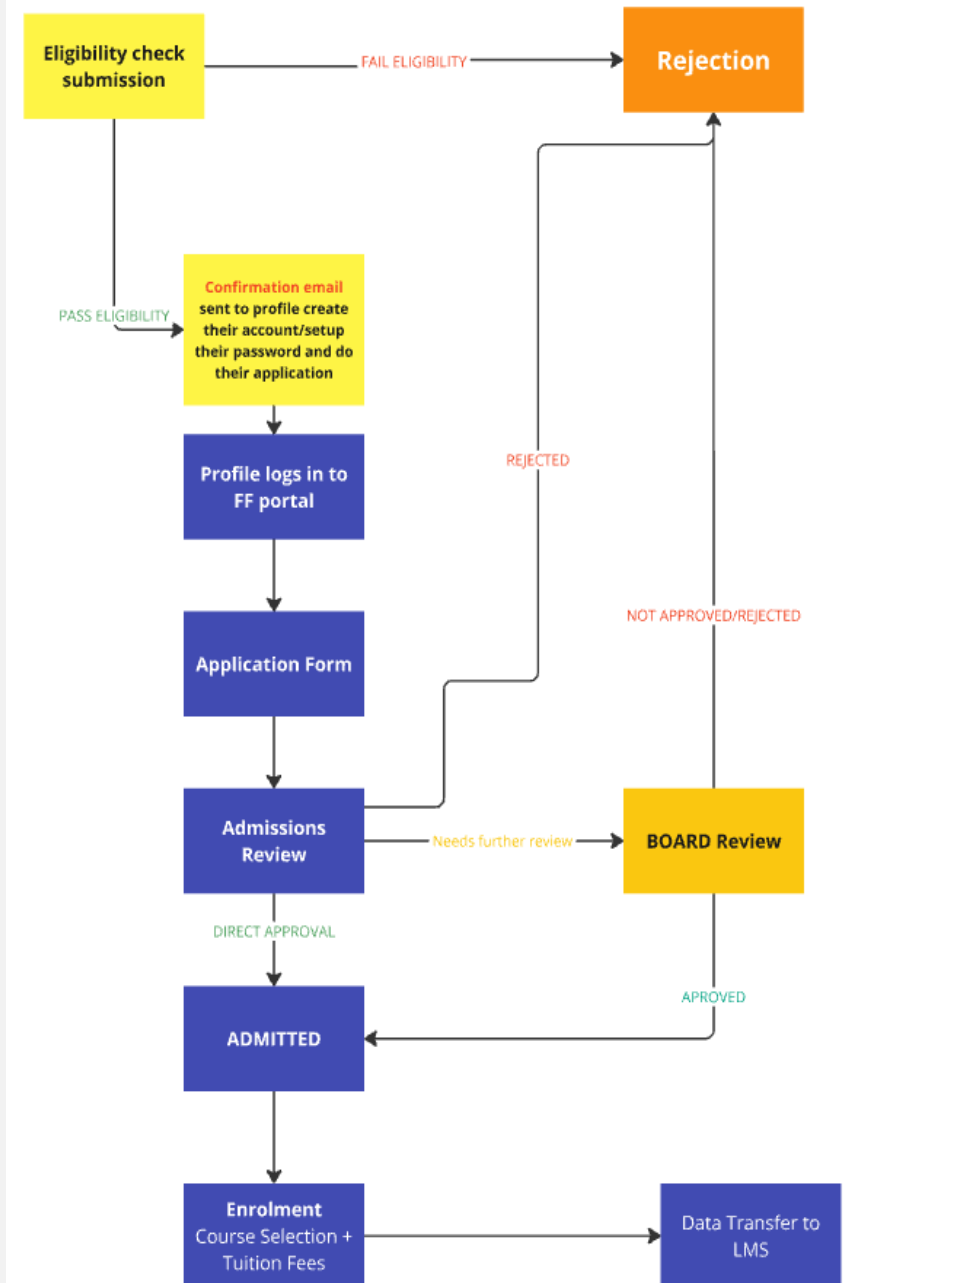 Eligibility check
submission
FAIL ELIGIBILITY
Rejection
PASS ELIGIBILITY
Confirmation email
sent to profile create
their account/setup
their password and do
their application
Profile logs in to
FF portal
REJECTED
NOT APPROVED/REJECTED
Application Form
Admissions
Review
Needs further review
BOARD Review
DIRECT APPROVAL
APROVED
ADMITTED
Enrolment
Course Selection +
Tuition Fees
Data Transfer to
LMS